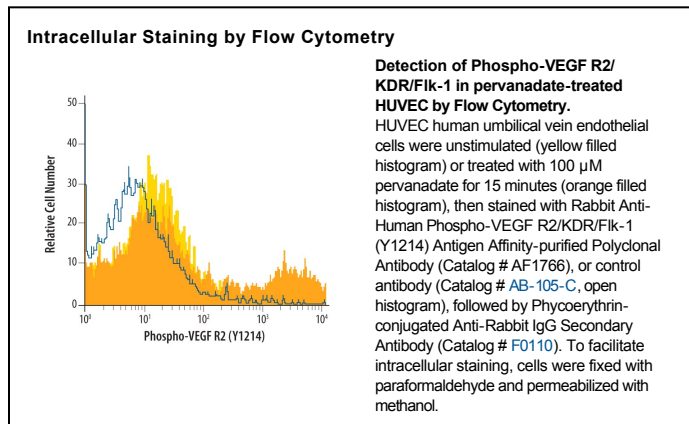 Intracellular Staining by Flow Cytometry
50
40
30
20
10
0
Relative Cell Number
10⁰
10¹
10²
10³
10⁴
Phospho-VEGF R2 (Y1214)
Detection of Phospho-VEGF R2/
KDR/Flk-1 in pervanadate-treated
HUVEC by Flow Cytometry.
HUVEC human umbilical vein endothelial
cells were unstimulated (yellow filled
histogram) or treated with 100 µM
pervanadate for 15 minutes (orange filled
histogram), then stained with Rabbit Anti-
Human Phospho-VEGF R2/KDR/Flk-1
(Y1214) Antigen Affinity-purified Polyclonal
Antibody (Catalog # AF1766), or control
antibody (Catalog # AB-105-C, open
histogram), followed by Phycoerythrin-
conjugated Anti-Rabbit IgG Secondary
Antibody (Catalog # F0110). To facilitate
intracellular staining, cells were fixed with
paraformaldehyde and permeabilized with
methanol.